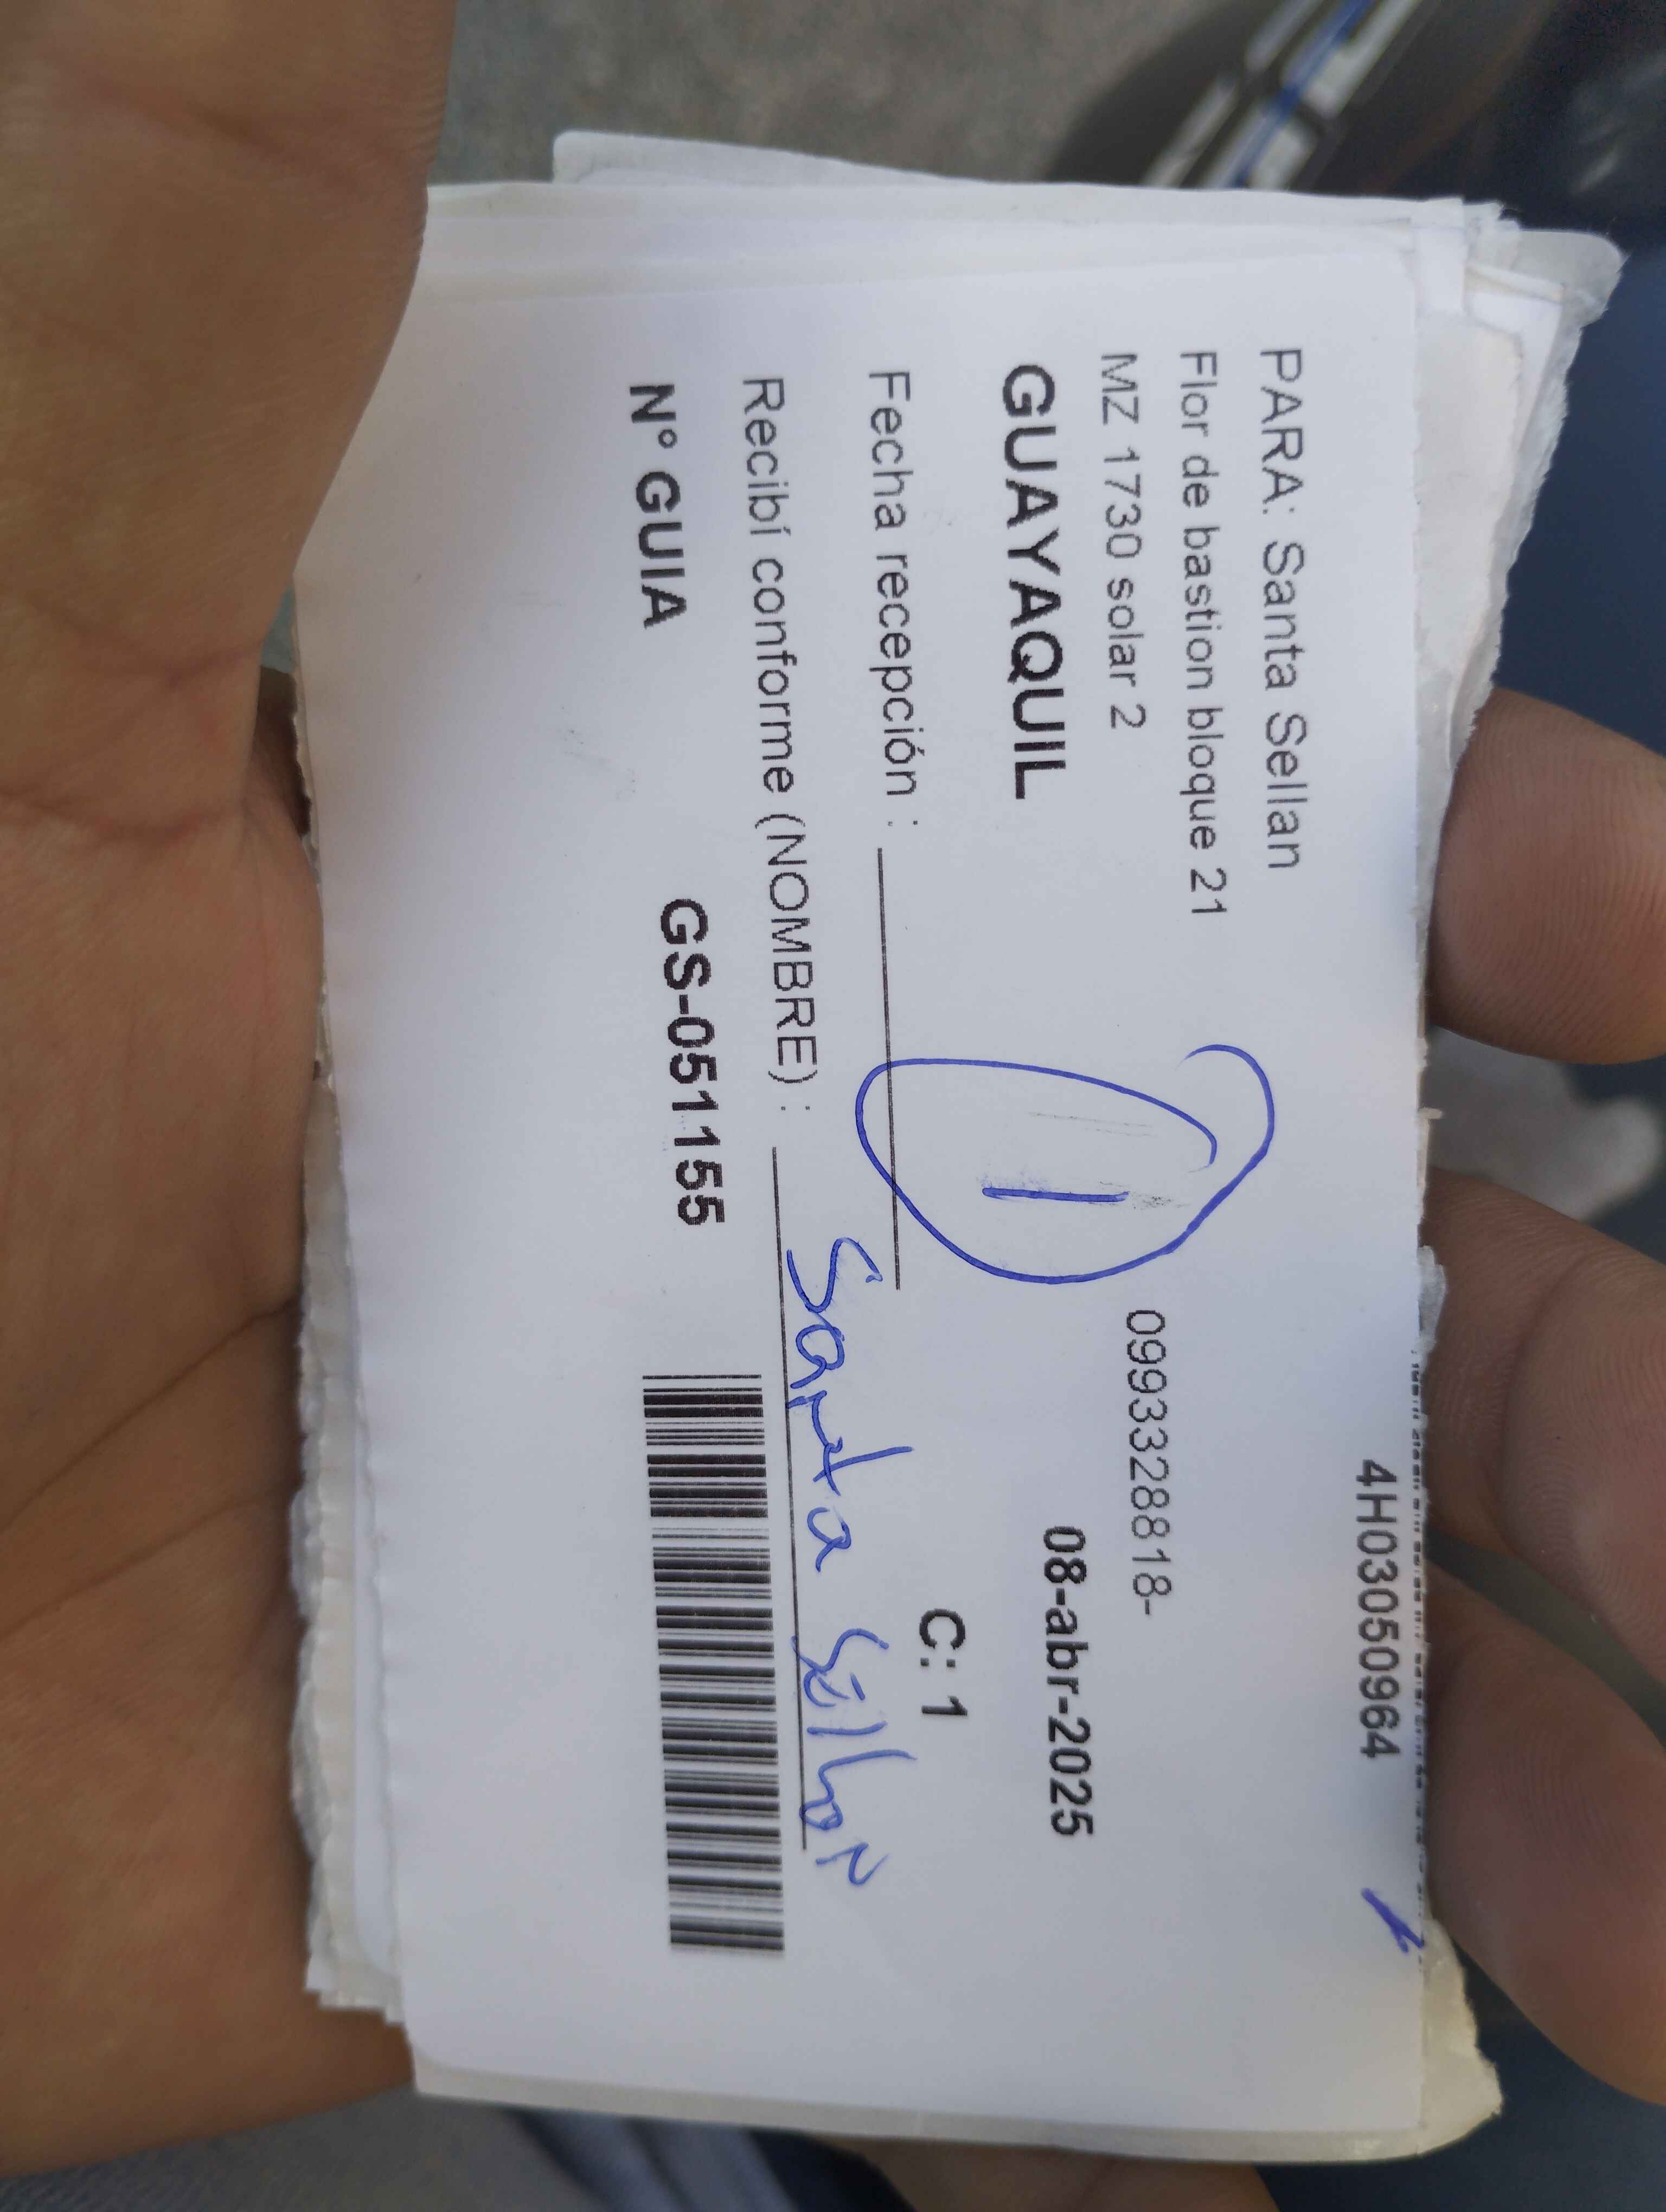 4H03050964
PARA: Santa Sellan
Flor de bastion bloque 21
MZ 1730 solar 2 0993328818-
GUAYAQUIL 08-abr-2025
1
Fecha recepción : C: 1
Recibí conforme (NOMBRE) : Santa Sellan
N° GUIA GS-051155